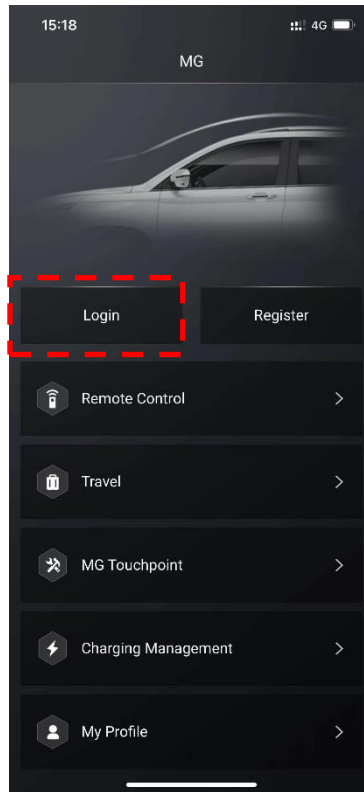 15:18 4G
MG
Login Register
Remote Control
Travel
MG Touchpoint
Charging Management
My Profile